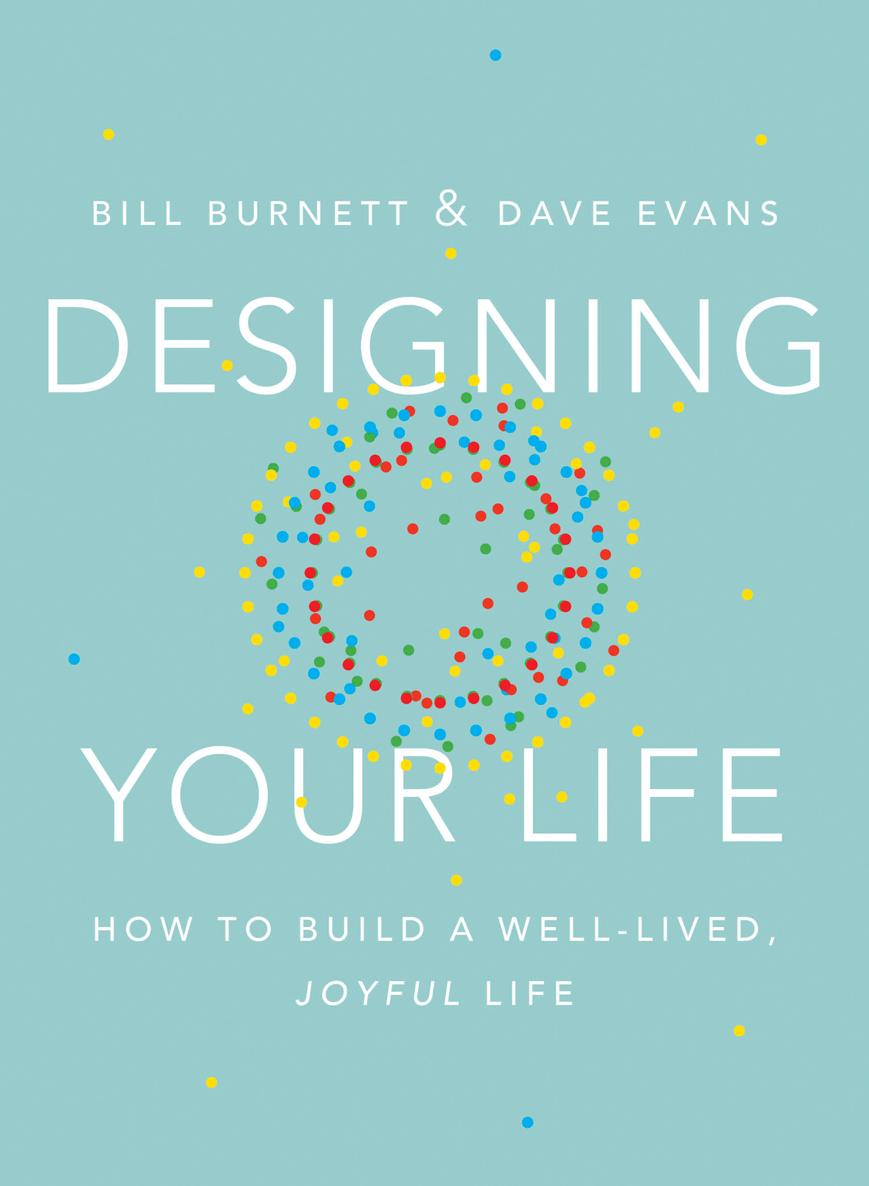 BILL BURNETT & DAVE EVANS
DESIGNING
YOUR LIFE
HOW TO BUILD A WELL-LIVED,
JOYFUL LIFE